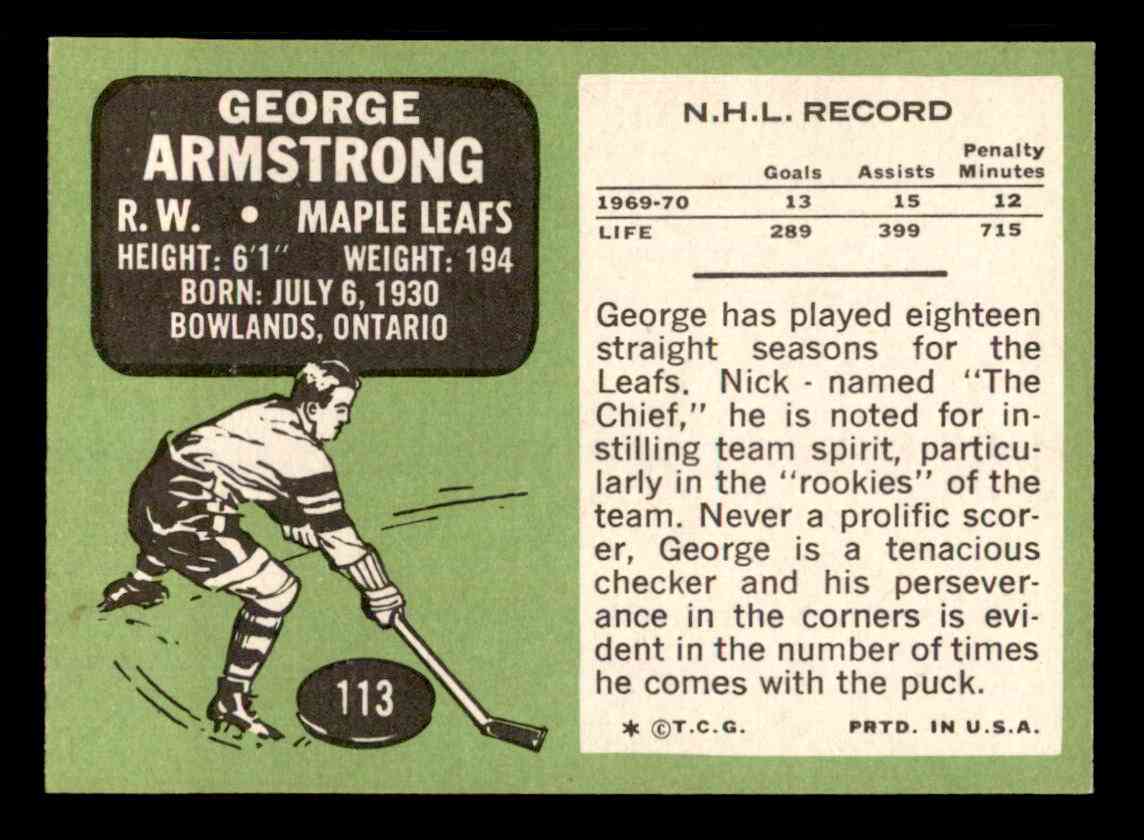 GEORGE
ARMSTRONG
R.W. • MAPLE LEAFS
HEIGHT: 6'1" WEIGHT: 194
BORN: JULY 6, 1930
BOWLANDS, ONTARIO
113
N.H.L. RECORD
Goals Assists Penalty Minutes
1969-70 13 15 12
LIFE 289 399 715
George has played eighteen
straight seasons for the
Leafs. Nick - named "The
Chief," he is noted for in-
stilling team spirit, particu-
larly in the "rookies" of the
team. Never a prolific scor-
er, George is a tenacious
checker and his persever-
ance in the corners is evi-
dent in the number of times
he comes with the puck.
* ©T.C.G. PRTD. IN U.S.A.